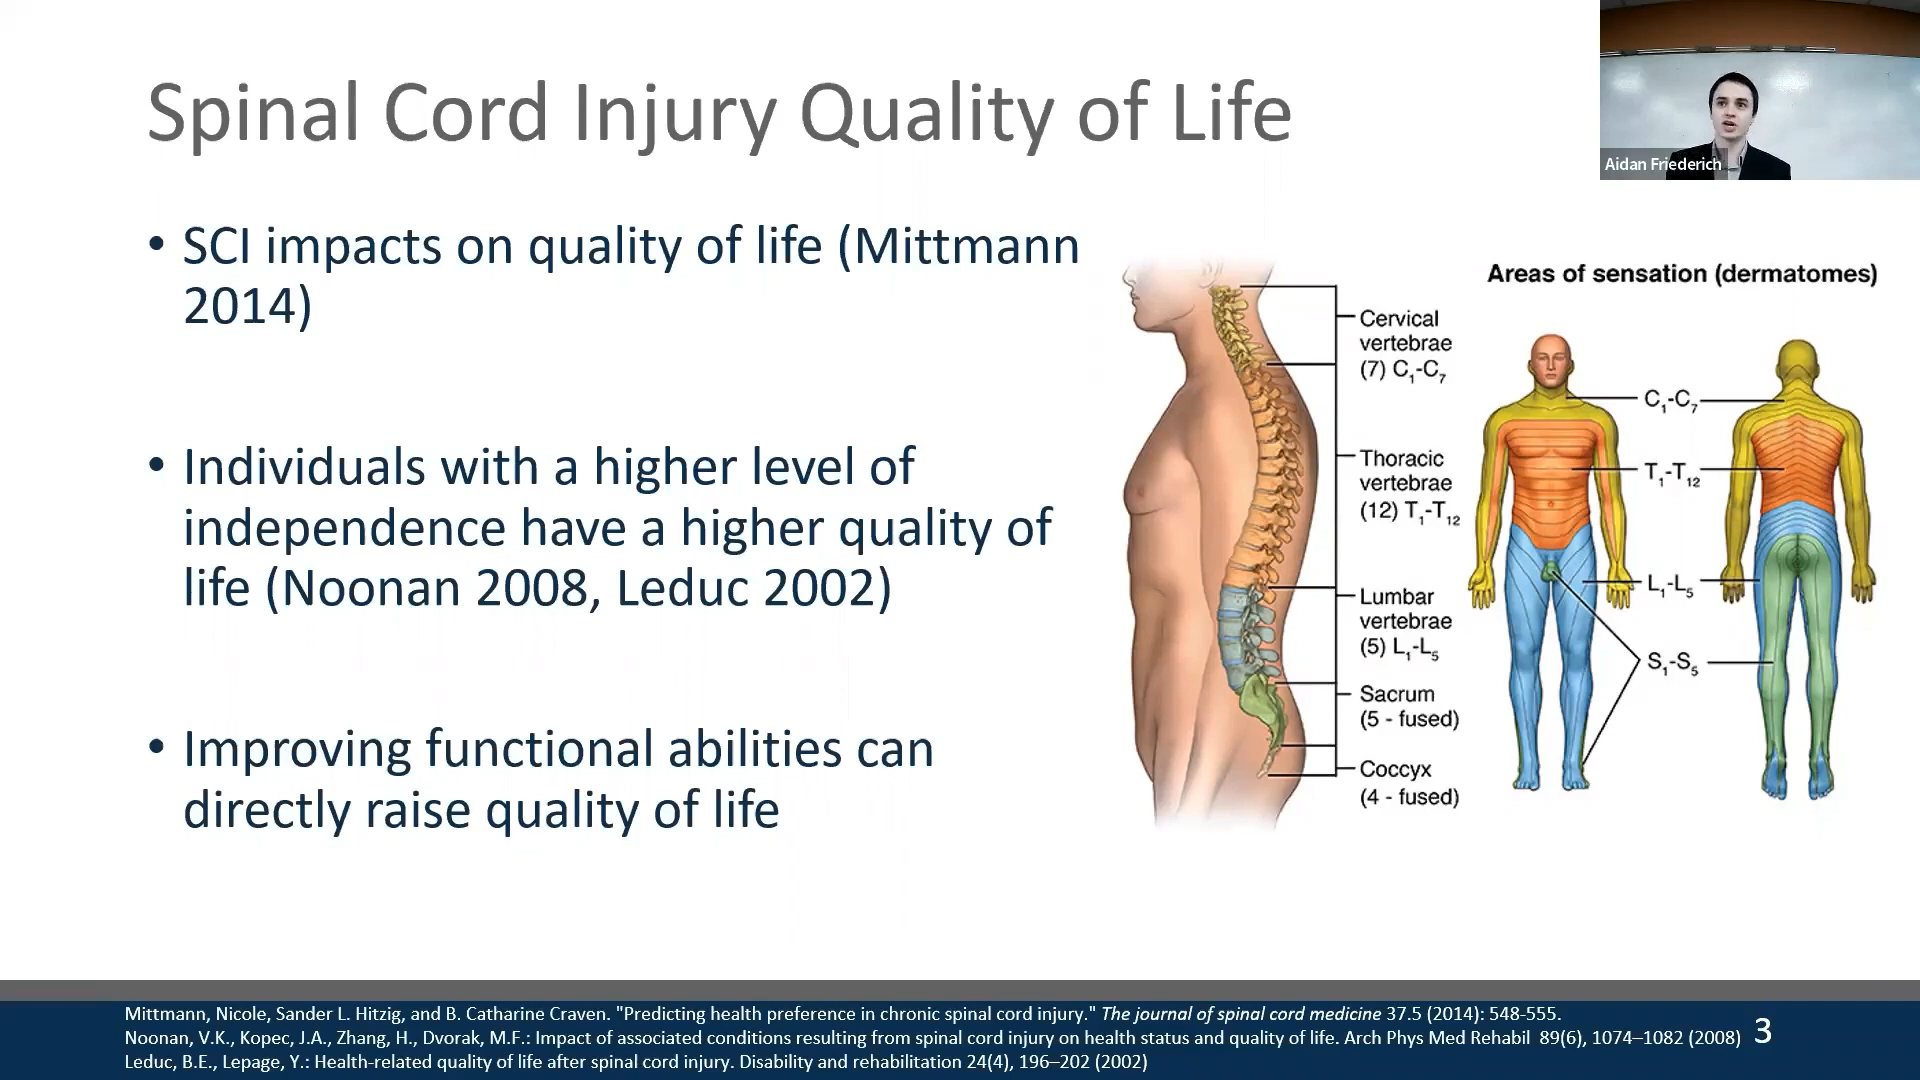 Spinal Cord Injury Quality of Life
Aidan Friederich
• SCI impacts on quality of life (Mittmann
2014)
• Individuals with a higher level of
independence have a higher quality of
life (Noonan 2008, Leduc 2002)
• Improving functional abilities can
directly raise quality of life
Cervical
vertebrae
(7) C1-C7
Thoracic
vertebrae
(12) T1-T12
Lumbar
vertebrae
(5) L1-L5
Sacrum
(5 - fused)
Coccyx
(4 - fused)
Areas of sensation (dermatomes)
C1-C7
T1-T12
L1-L5
S1-S5
Mittmann, Nicole, Sander L. Hitzig, and B. Catharine Craven. "Predicting health preference in chronic spinal cord injury." The journal of spinal cord medicine 37.5 (2014): 548-555.
Noonan, V.K., Kopec, J.A., Zhang, H., Dvorak, M.F.: Impact of associated conditions resulting from spinal cord injury on health status and quality of life. Arch Phys Med Rehabil 89(6), 1074–1082 (2008)
Leduc, B.E., Lepage, Y.: Health-related quality of life after spinal cord injury. Disability and rehabilitation 24(4), 196–202 (2002)
3